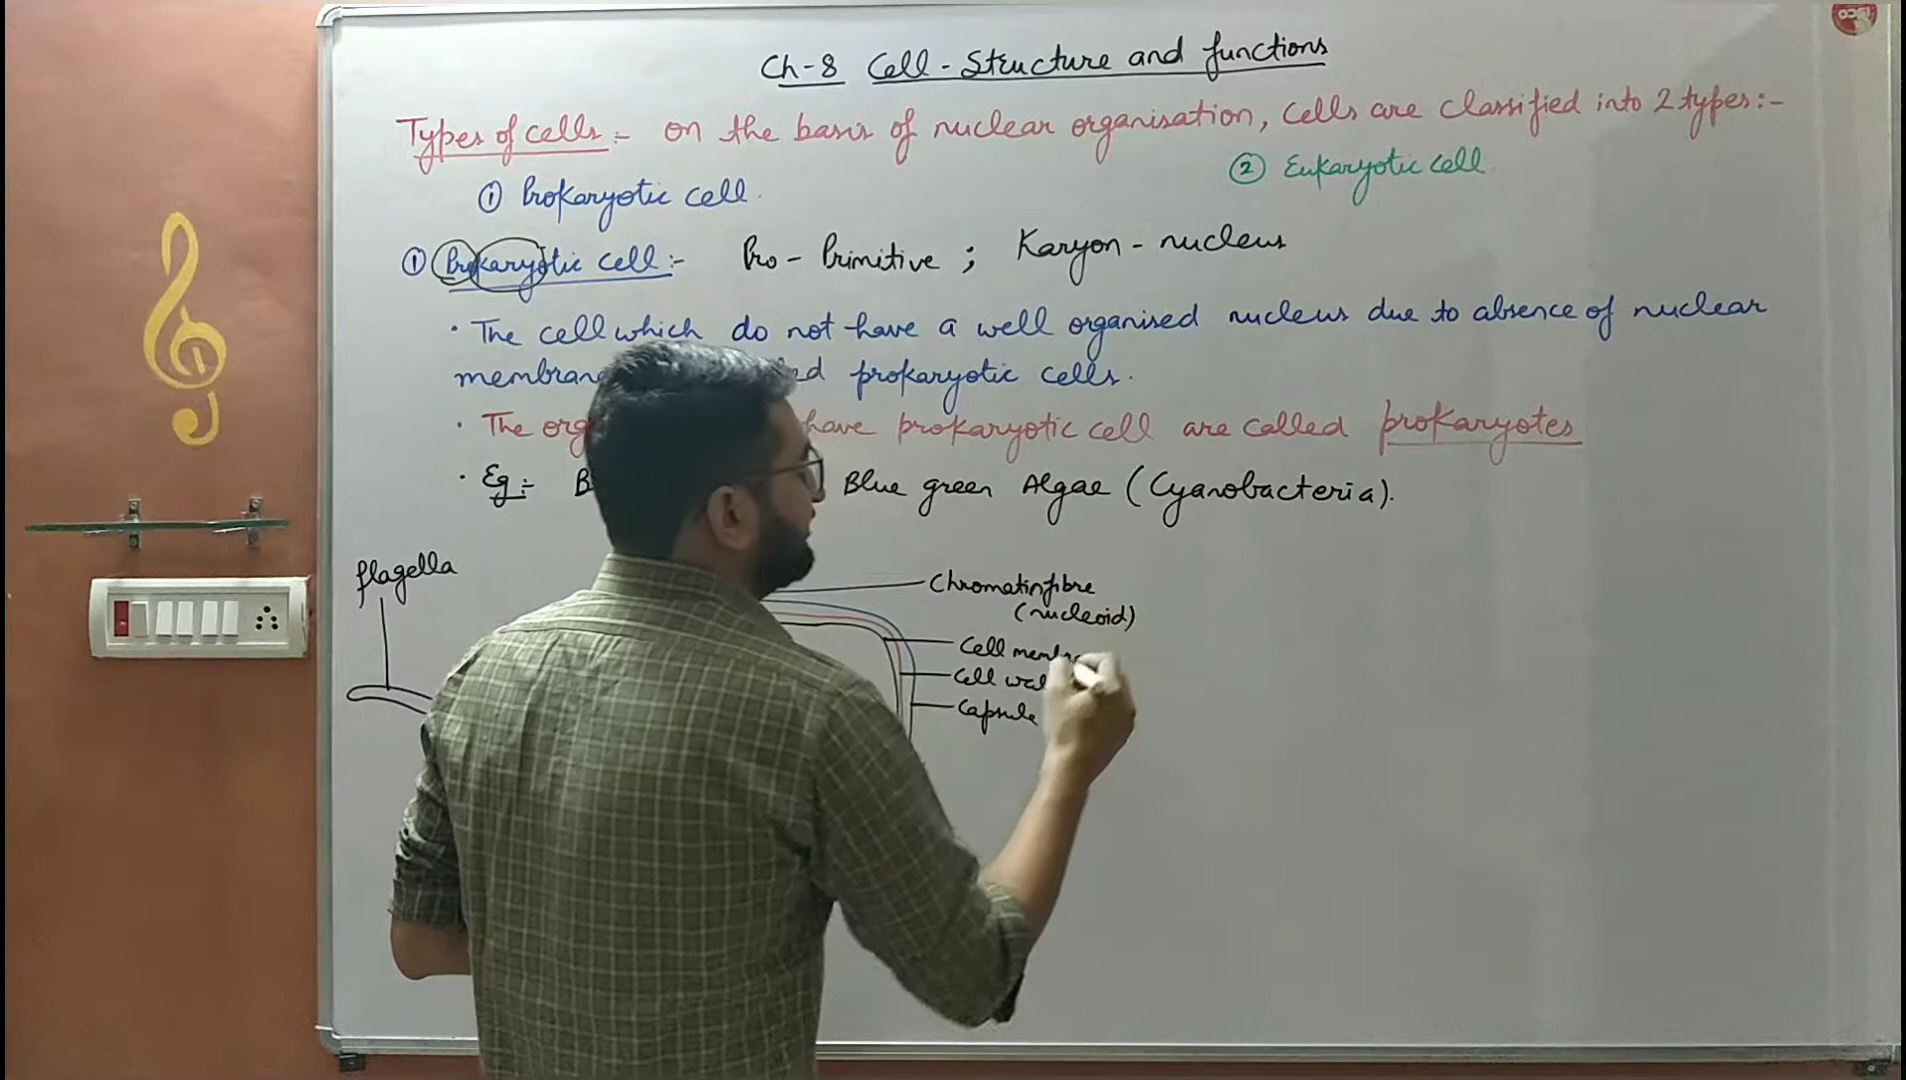 Ch-8 Cell-Structure and functions
Types of cells :- on the basis of nuclear organisation, cells are classified into 2 types:-
① Prokaryotic cell.
② Eukaryotic cell.
① Prokaryotic cell :- Pro - Primitive ; Karyon - nucleus
· The cell which do not have a well organised nucleus due to absence of nuclear
prokaryotic cells.
· The have prokaryotic cell are called prokaryotes
· Eg :- Blue green Algae (Cyanobacteria).
flagella
Chromatin fibre
(nucleoid)
Cell
Cell
Capsule